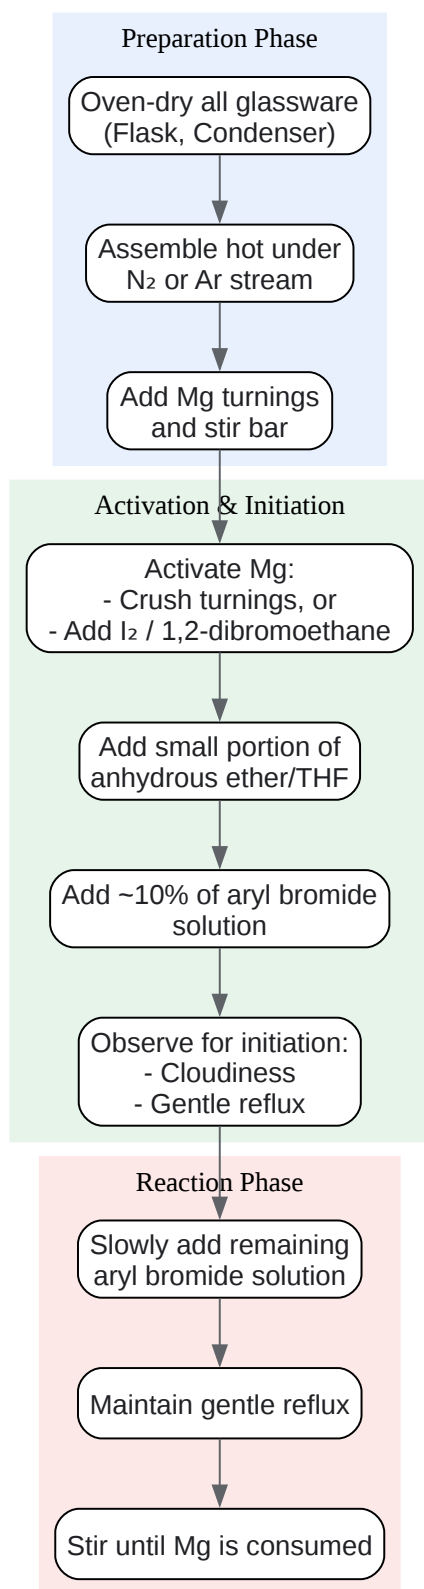 Preparation Phase
Oven-dry all glassware
(Flask, Condenser)
Assemble hot under
N₂ or Ar stream
Add Mg turnings
and stir bar
Activation & Initiation
Activate Mg:
- Crush turnings, or
- Add I₂ / 1,2-dibromoethane
Add small portion of
anhydrous ether/THF
Add ~10% of aryl bromide
solution
Observe for initiation:
- Cloudiness
- Gentle reflux
Reaction Phase
Slowly add remaining
aryl bromide solution
Maintain gentle reflux
Stir until Mg is consumed